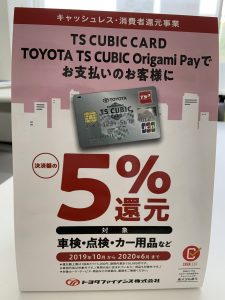 キャッシュレス・消費者還元事業
TS CUBIC CARD
TOYOTA TS CUBIC Origami Payで
お支払いのお客様に
TOYOTA
TS CUBIC
TS3
JCB
決済額の
5%
還元
対象
車検・点検・カー用品など
2019年10月から2020年6月まで
トヨタファイナンス株式会社